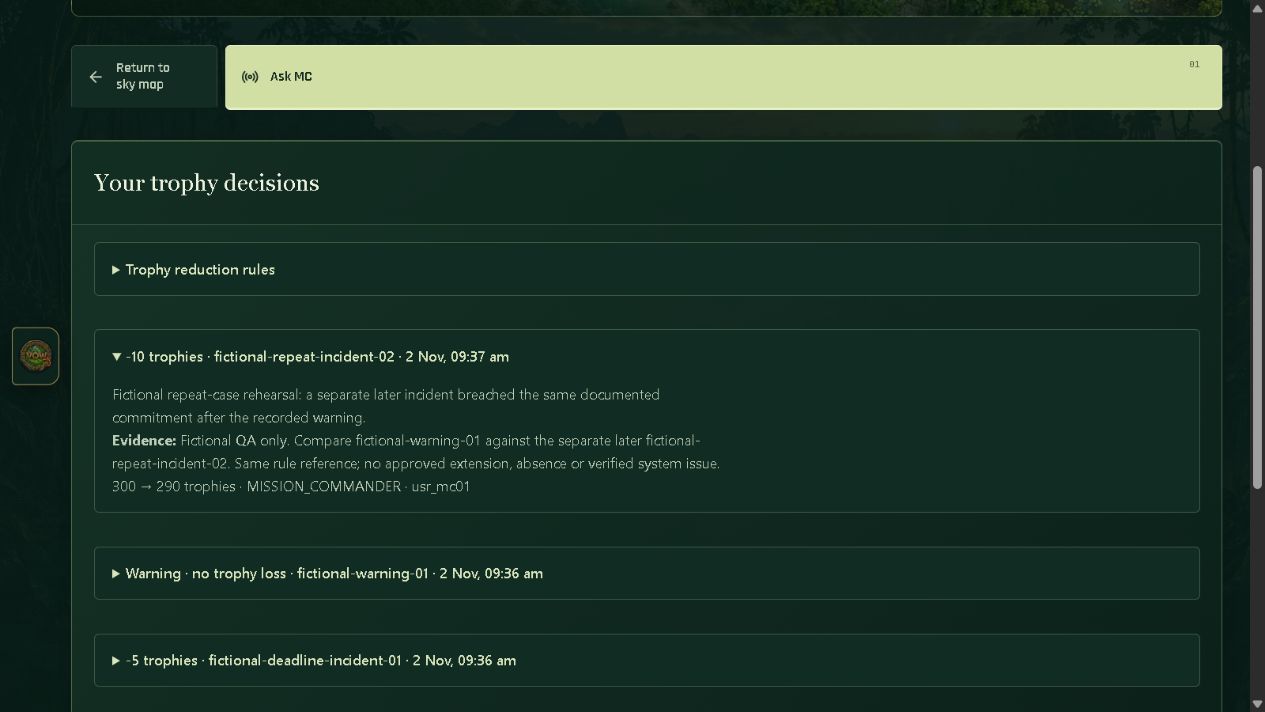 Return to
sky map
Ask MC
01
Your trophy decisions
Trophy reduction rules
-10 trophies · fictional-repeat-incident-02 · 2 Nov, 09:37 am
Fictional repeat-case rehearsal: a separate later incident breached the same documented
commitment after the recorded warning.
Evidence: Fictional QA only. Compare fictional-warning-01 against the separate later fictional-
repeat-incident-02. Same rule reference; no approved extension, absence or verified system issue.
300 → 290 trophies · MISSION_COMMANDER · usr_mc01
Warning · no trophy loss · fictional-warning-01 · 2 Nov, 09:36 am
-5 trophies · fictional-deadline-incident-01 · 2 Nov, 09:36 am